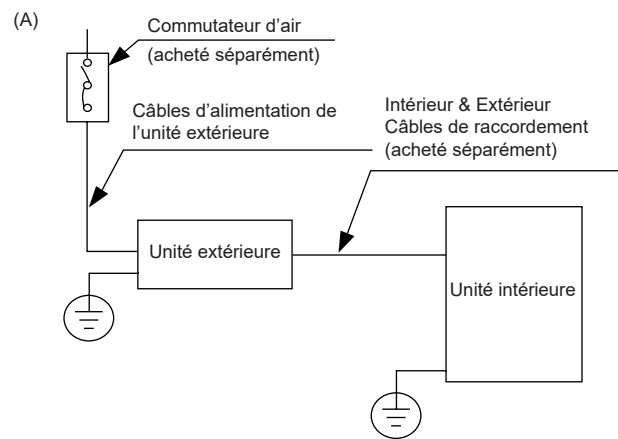 (A)
Commutateur d'air
(acheté séparément)
Câbles d'alimentation de
l'unité extérieure
Intérieur & Extérieur
Câbles de raccordement
(acheté séparément)
Unité extérieure
Unité intérieure